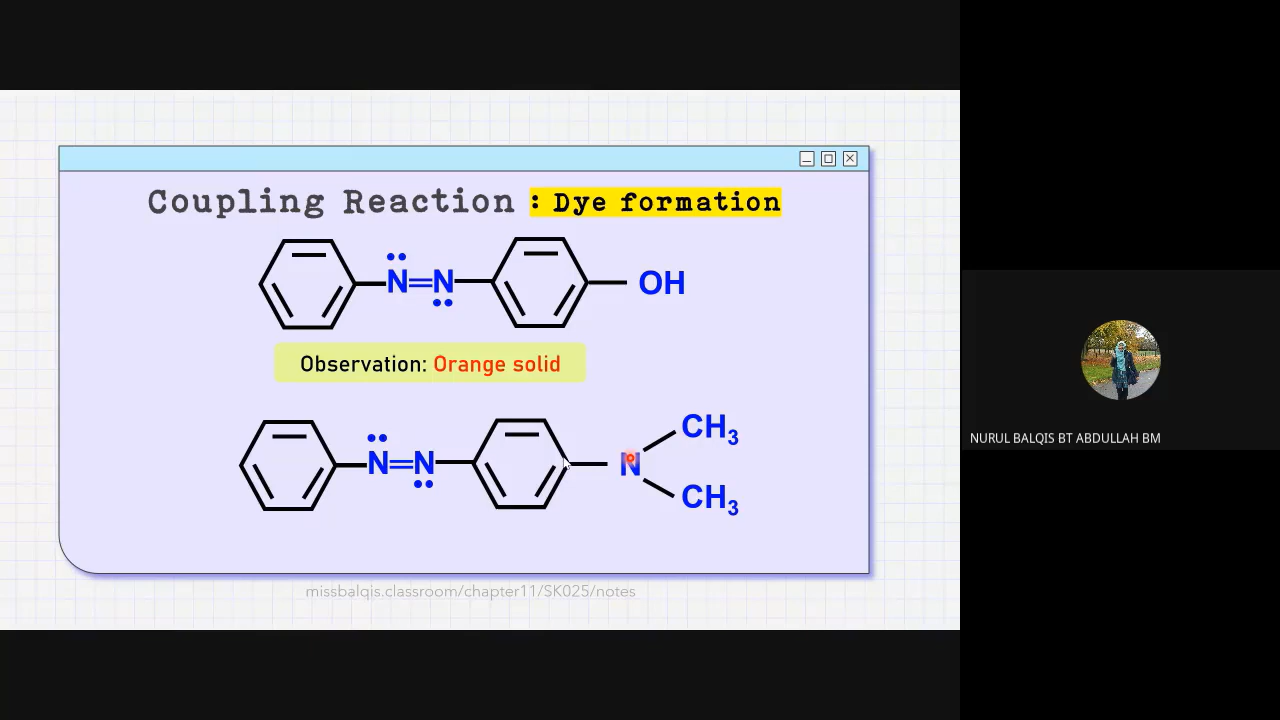 Coupling Reaction : Dye formation
N=N
OH
Observation: Orange solid
CH3
N=N
N
CH3
NURUL BALQIS BT ABDULLAH BM
missbalqis.classroom/chapter11/SK025/notes